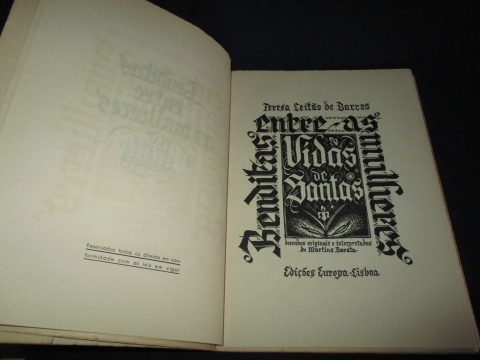 Reservados todos os direitos em con-
formidade com as leis em vigor
Teresa Leitão de Barros
Benditas entre as mulheres
Vidas
de
Santas
desenhos originais e interpretados
de Martins Barata.
Edições Europa-Lisboa